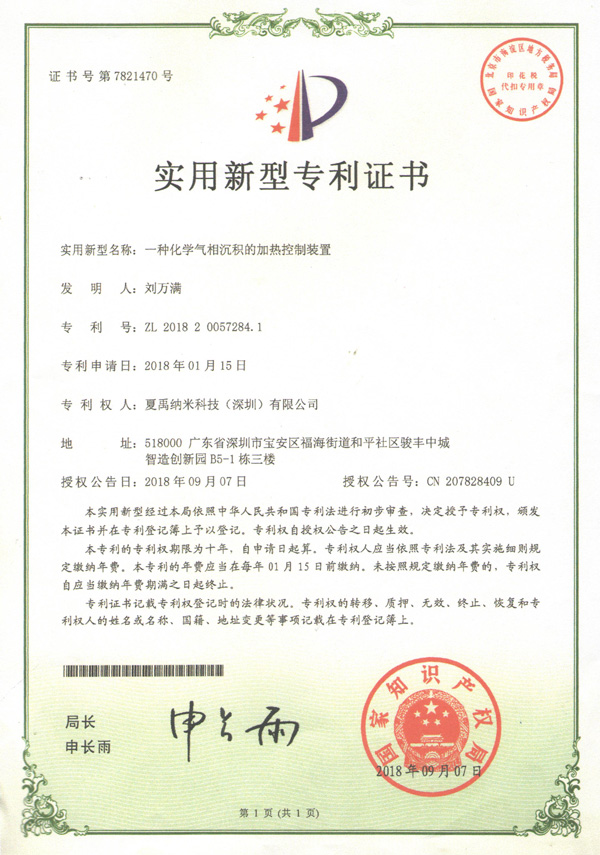 证书号第7821470号
北京市海淀区地方税务局
印花税
代扣专用章
国家知识产权局
实用新型专利证书
实用新型名称：一种化学气相沉积的加热控制装置
发明人：刘万满
专利号：ZL 2018 2 0057284.1
专利申请日：2018年01月15日
专利权人：夏禹纳米科技（深圳）有限公司
地址：518000 广东省深圳市宝安区福海街道和平社区骏丰中城
智造创新园B5-1栋三楼
授权公告日：2018年09月07日 授权公告号：CN 207828409 U
本实用新型经过本局依照中华人民共和国专利法进行初步审查，决定授予专利权，颁发
本证书并在专利登记簿上予以登记。专利权自授权公告之日起生效。
本专利的专利权期限为十年，自申请日起算。专利权人应当依照专利法及其实施细则规
定缴纳年费。本专利的年费应当在每年01月15日前缴纳。未按照规定缴纳年费的，专利权
自应当缴纳年费期满之日起终止。
专利证书记载专利权登记时的法律状况。专利权的转移、质押、无效、终止、恢复和专
利权人的姓名或名称、国籍、地址变更等事项记载在专利登记簿上。
局长
申长雨
申长雨
国家知识产权局
2018年09月07日
第1页(共1页)